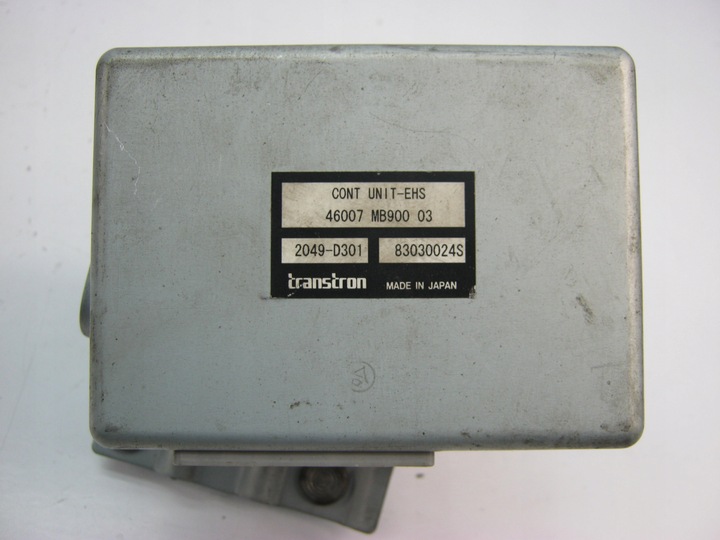 CONT UNIT-EHS
46007 MB900 03
2049-D301 83030024S
transtron MADE IN JAPAN